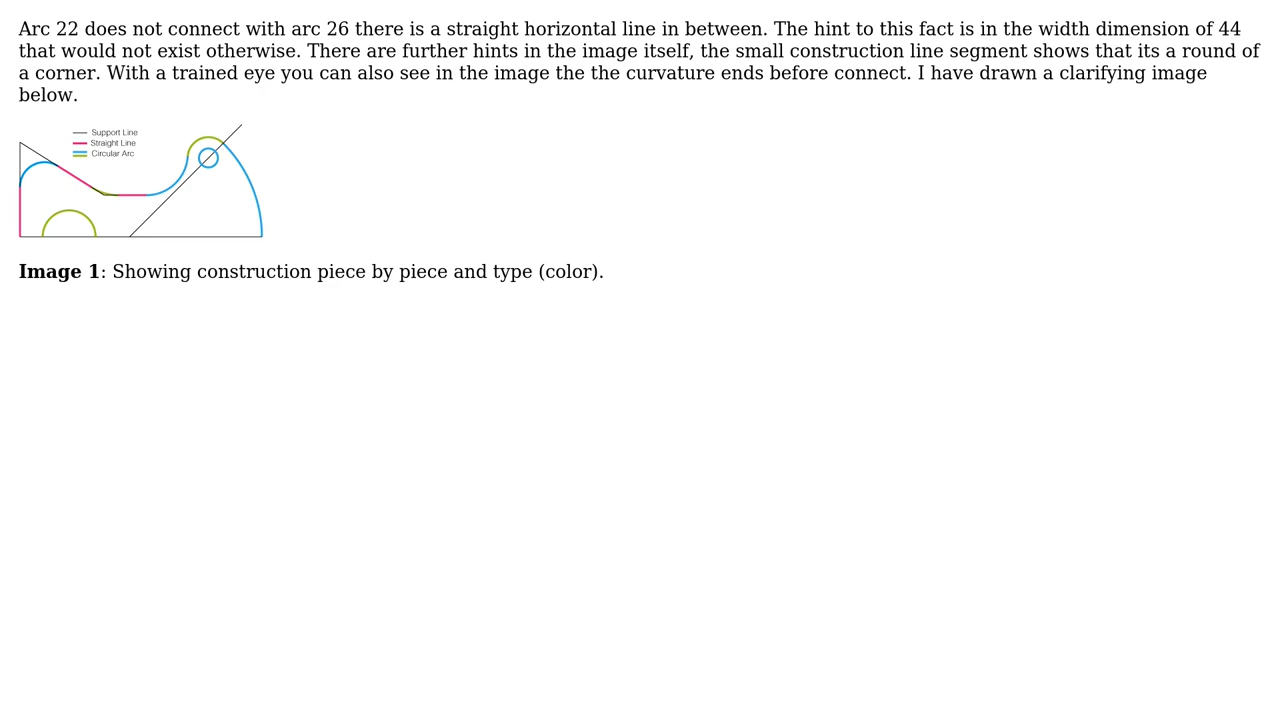 Arc 22 does not connect with arc 26 there is a straight horizontal line in between. The hint to this fact is in the width dimension of 44
that would not exist otherwise. There are further hints in the image itself, the small construction line segment shows that its a round of
a corner. With a trained eye you can also see in the image the the curvature ends before connect. I have drawn a clarifying image
below.
Support Line
Straight Line
Circular Arc
Image 1: Showing construction piece by piece and type (color).